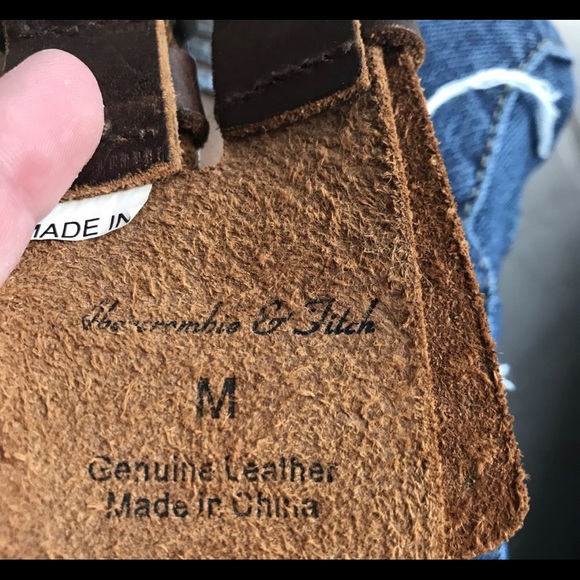 MADE IN
Abercrombie & Fitch
M
Genuine Leather
Made in China